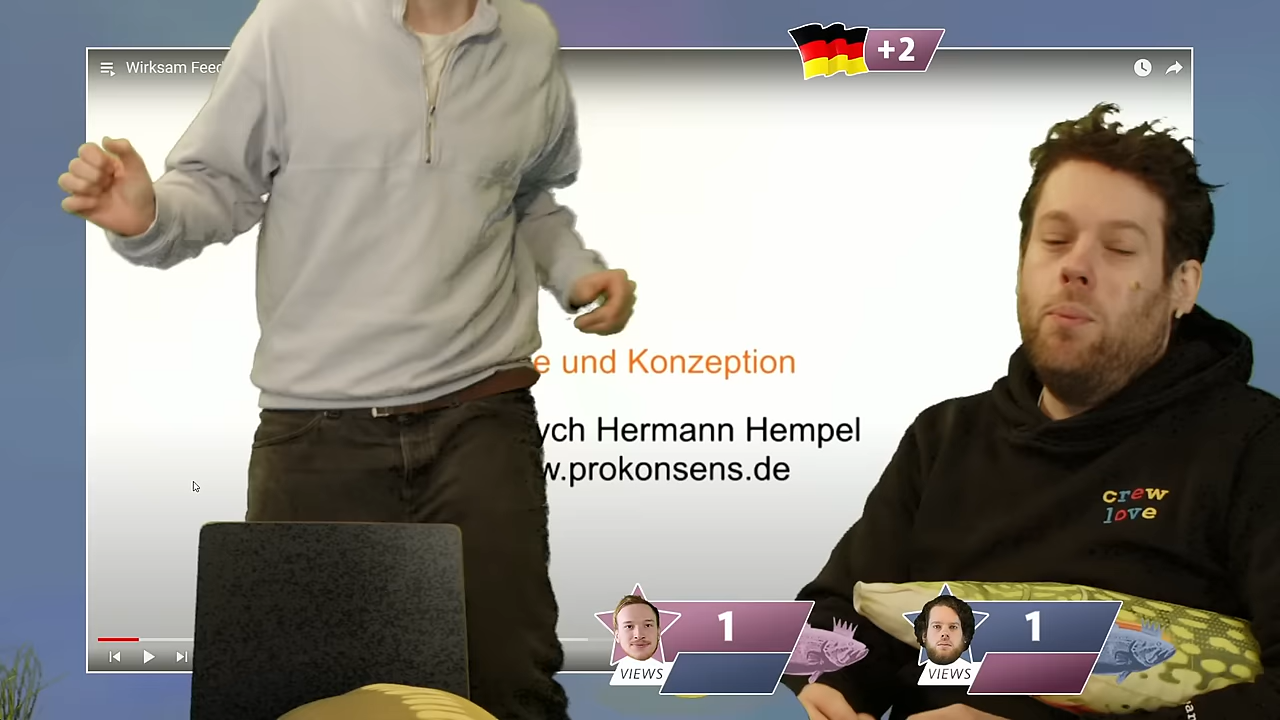 Wirksam Feed
+2
e und Konzeption
ych Hermann Hempel
w.prokonsens.de
crew
love
1
VIEWS
1
VIEWS